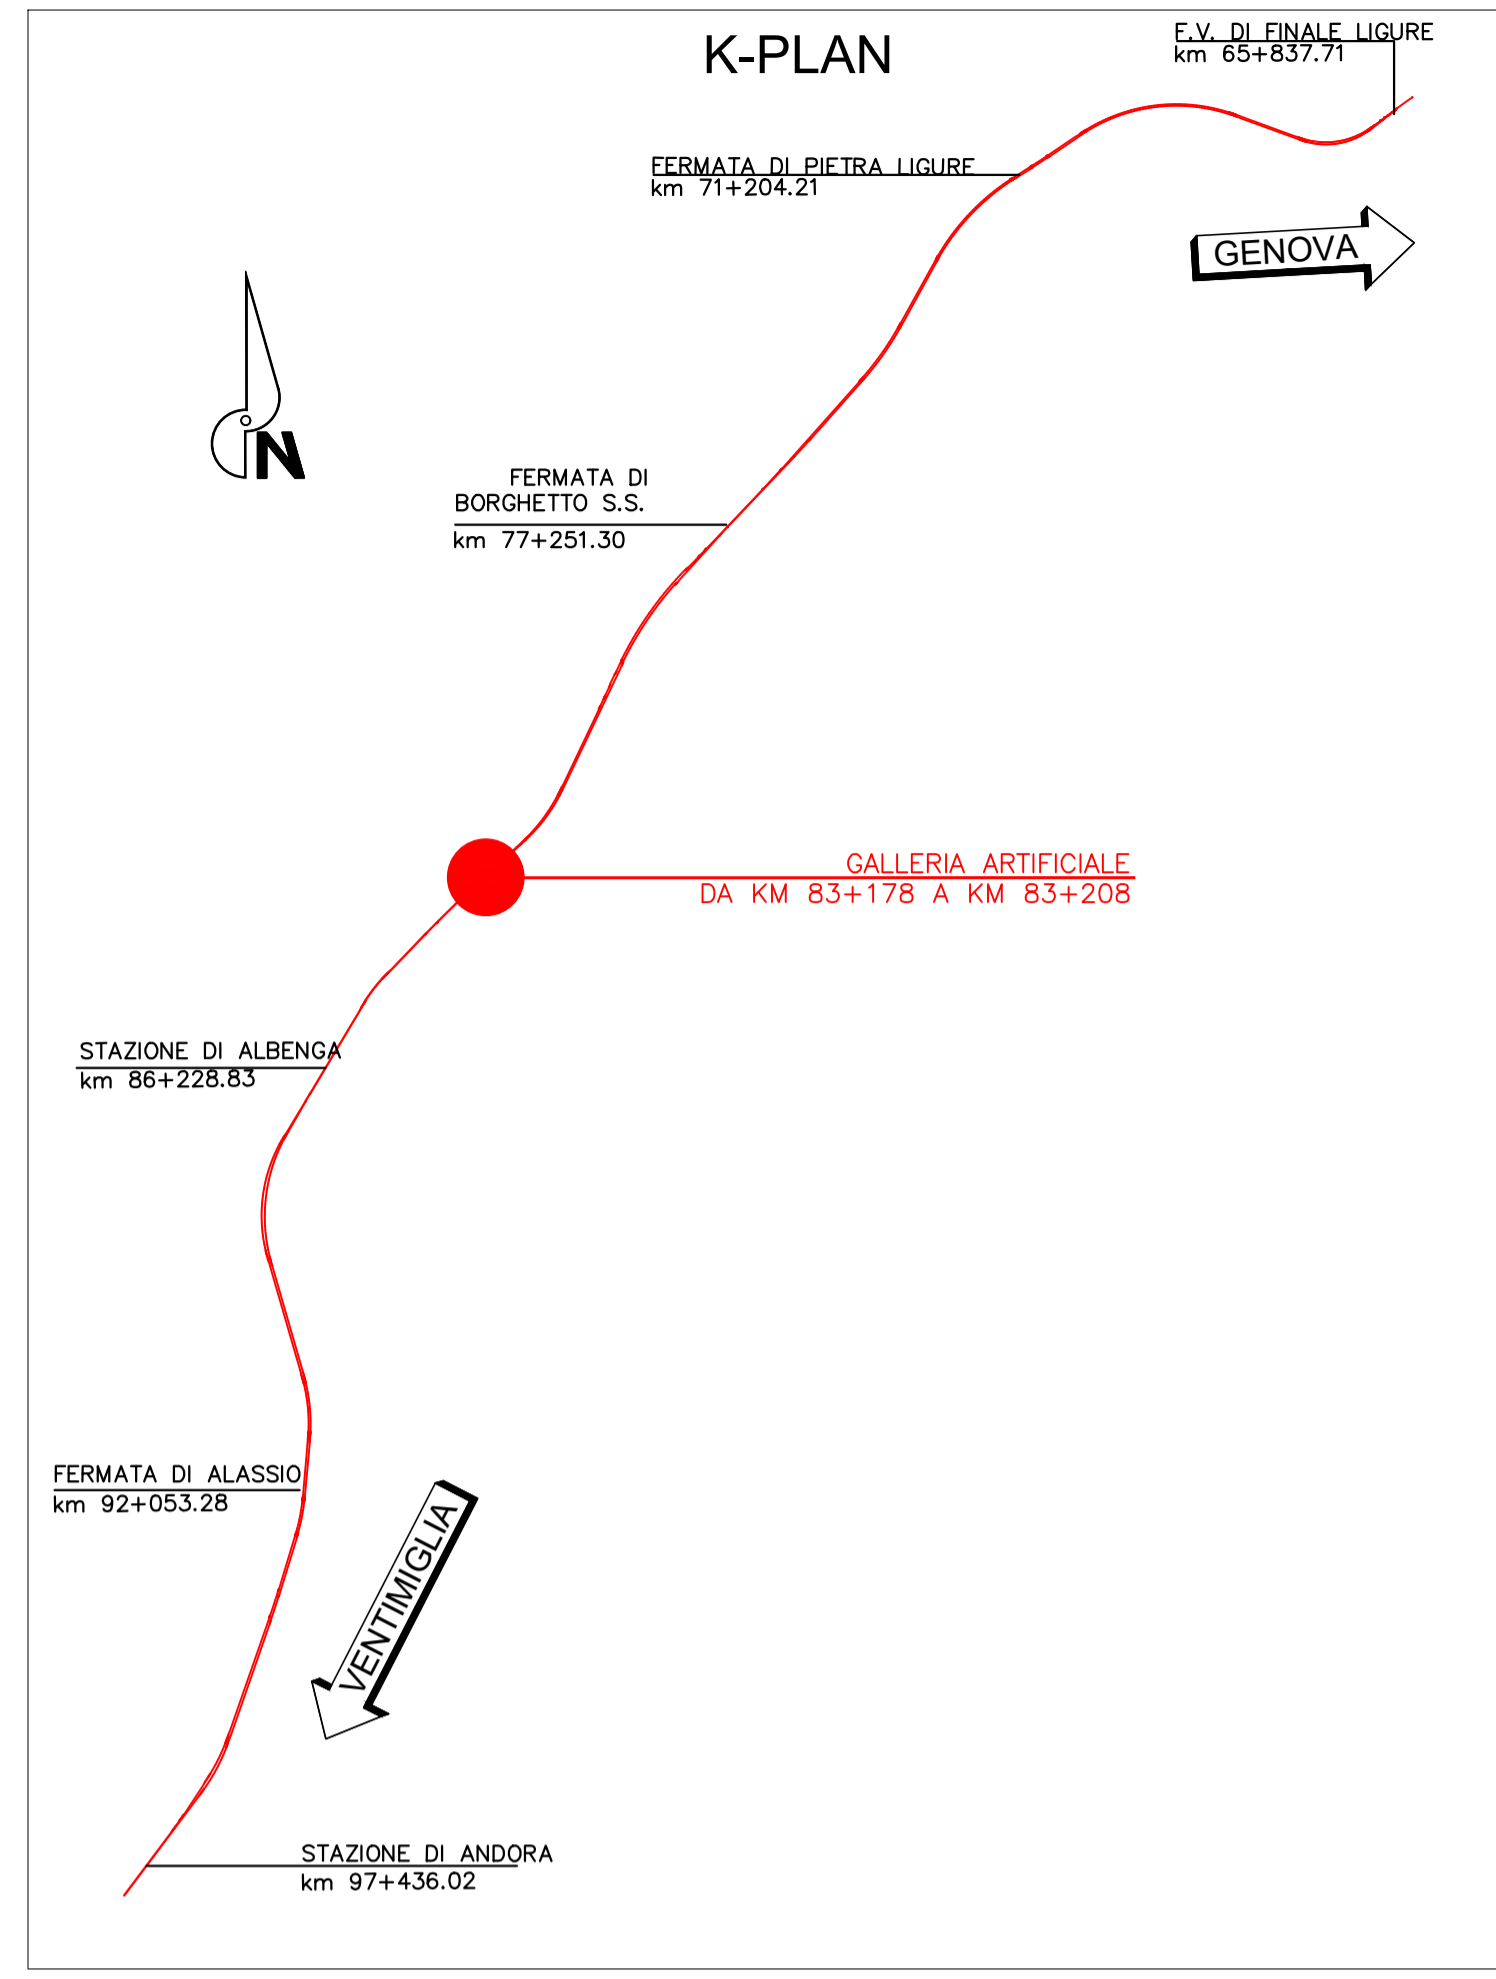 K-PLAN
F.V. DI FINALE LIGURE
km 65+837.71
FERMATA DI PIETRA LIGURE
km 71+204.21
GENOVA
N
FERMATA DI
BORGHETTO S.S.
km 77+251.30
GALLERIA ARTIFICIALE
DA KM 83+178 A KM 83+208
STAZIONE DI ALBENGA
km 86+228.83
FERMATA DI ALASSIO
km 92+053.28
VENTIMIGLIA
STAZIONE DI ANDORA
km 97+436.02